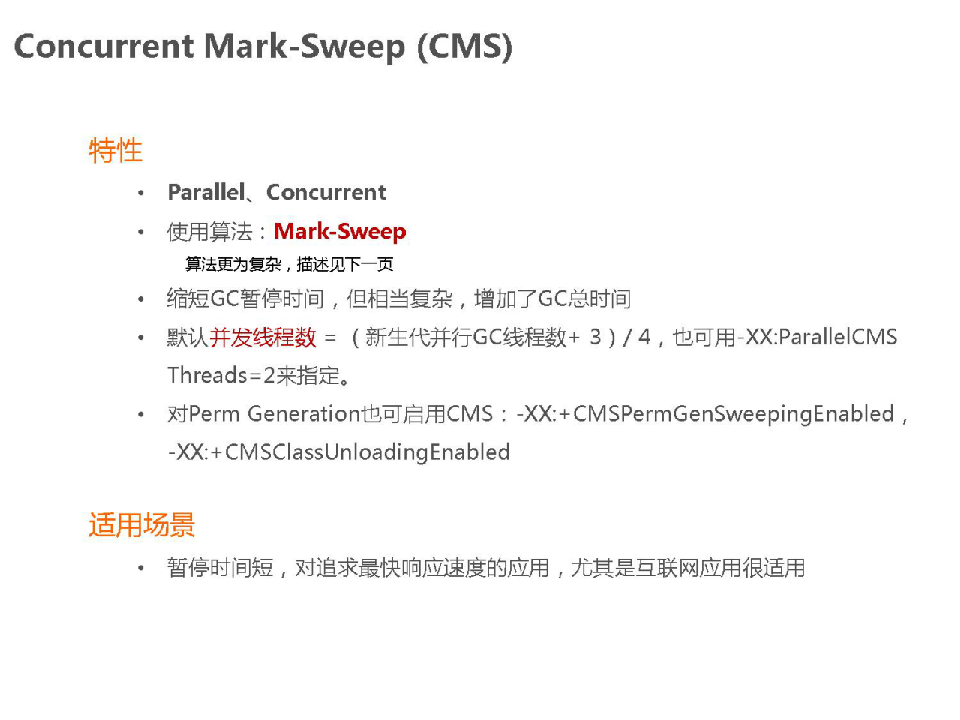 Concurrent Mark-Sweep (CMS)
特性
• Parallel、Concurrent
• 使用算法：Mark-Sweep
算法更为复杂，描述见下一页
• 缩短GC暂停时间，但相当复杂，增加了GC总时间
• 默认并发线程数 = （新生代并行GC线程数+ 3）/ 4，也可用-XX:ParallelCMS
Threads=2来指定。
• 对Perm Generation也可启用CMS：-XX:+CMSPermGenSweepingEnabled，
-XX:+CMSClassUnloadingEnabled
适用场景
• 暂停时间短，对追求最快响应速度的应用，尤其是互联网应用很适用